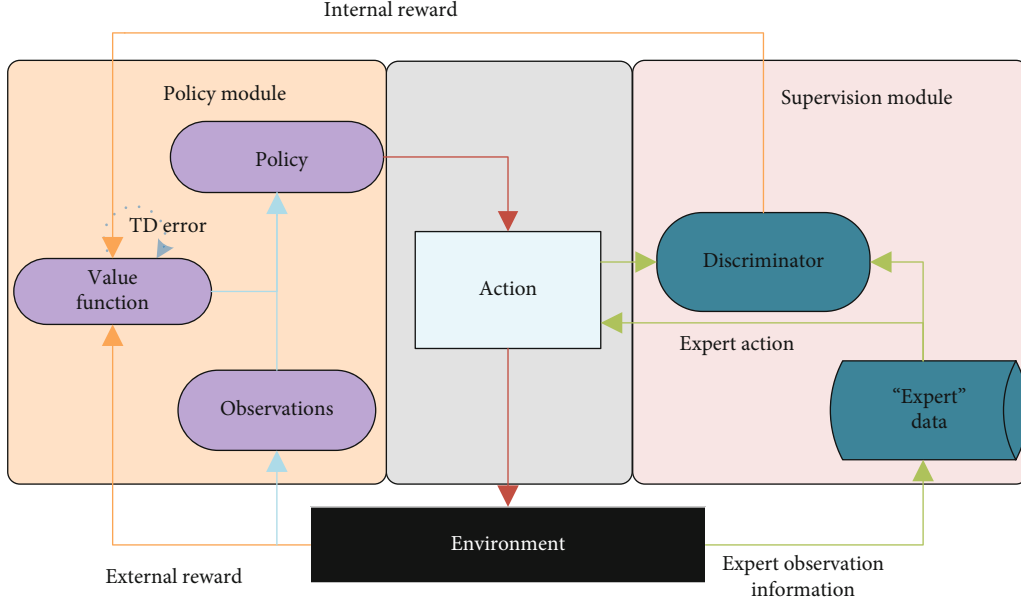 Internal reward
Policy module
Supervision module
Policy
TD error
Value
function
Discriminator
Action
Expert action
Observations
“Expert”
data
Environment
External reward
Expert observation
information